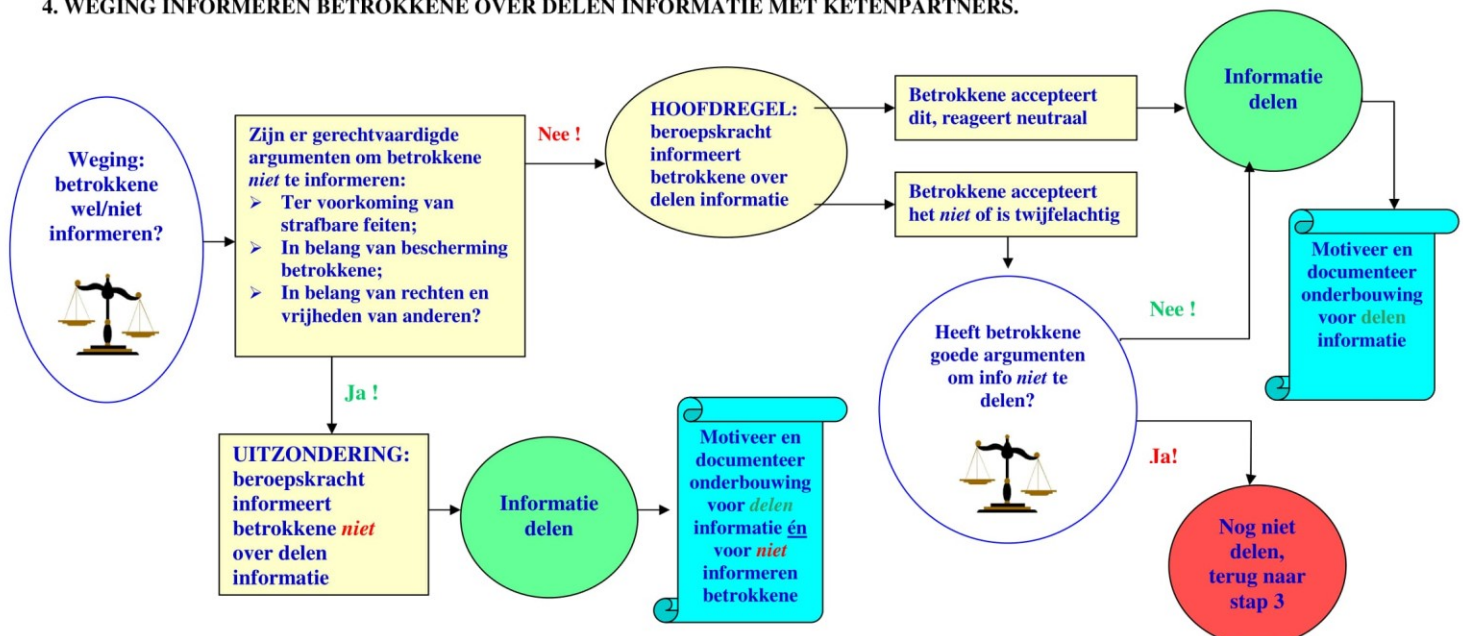 4. WEGING INFORMEREN BETROKKENE OVER DELEN INFORMATIE MET KETENPARTNERS.
Weging:
betrokkene
wel/niet
informeren?
Zijn er gerechtvaardigde
argumenten om betrokkene
niet te informeren:
➢ Ter voorkoming van
strafbare feiten;
➢ In belang van bescherming
betrokkene;
➢ In belang van rechten en
vrijheden van anderen?
Nee !
HOOFDREGEL:
beroepskracht
informeert
betrokkene over
delen informatie
Betrokkene accepteert
dit, reageert neutraal
Informatie
delen
Betrokkene accepteert
het niet of is twijfelachtig
Motiveer en
documenteer
onderbouwing
voor delen
informatie
Heeft betrokkene
goede argumenten
om info niet te
delen?
Nee !
Ja!
Nog niet
delen,
terug naar
stap 3
Ja !
UITZONDERING:
beroepskracht
informeert
betrokkene niet
over delen
informatie
Informatie
delen
Motiveer en
documenteer
onderbouwing
voor delen
informatie én
voor niet
informeren
betrokkene